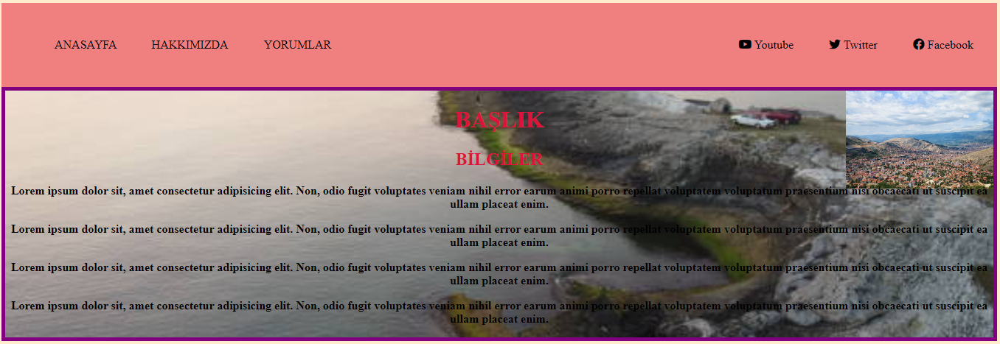 ANASAYFA HAKKIMIZDA YORUMLAR Youtube Twitter Facebook
BAŞLIK
BİLGİLER
Lorem ipsum dolor sit, amet consectetur adipisicing elit. Non, odio fugit voluptates veniam nihil error earum animi porro repellat voluptatem voluptatum praesentium nisi obcaecati ut suscipit ea
ullam placeat enim.
Lorem ipsum dolor sit, amet consectetur adipisicing elit. Non, odio fugit voluptates veniam nihil error earum animi porro repellat voluptatem voluptatum praesentium nisi obcaecati ut suscipit ea
ullam placeat enim.
Lorem ipsum dolor sit, amet consectetur adipisicing elit. Non, odio fugit voluptates veniam nihil error earum animi porro repellat voluptatem voluptatum praesentium nisi obcaecati ut suscipit ea
ullam placeat enim.
Lorem ipsum dolor sit, amet consectetur adipisicing elit. Non, odio fugit voluptates veniam nihil error earum animi porro repellat voluptatem voluptatum praesentium nisi obcaecati ut suscipit ea
ullam placeat enim.